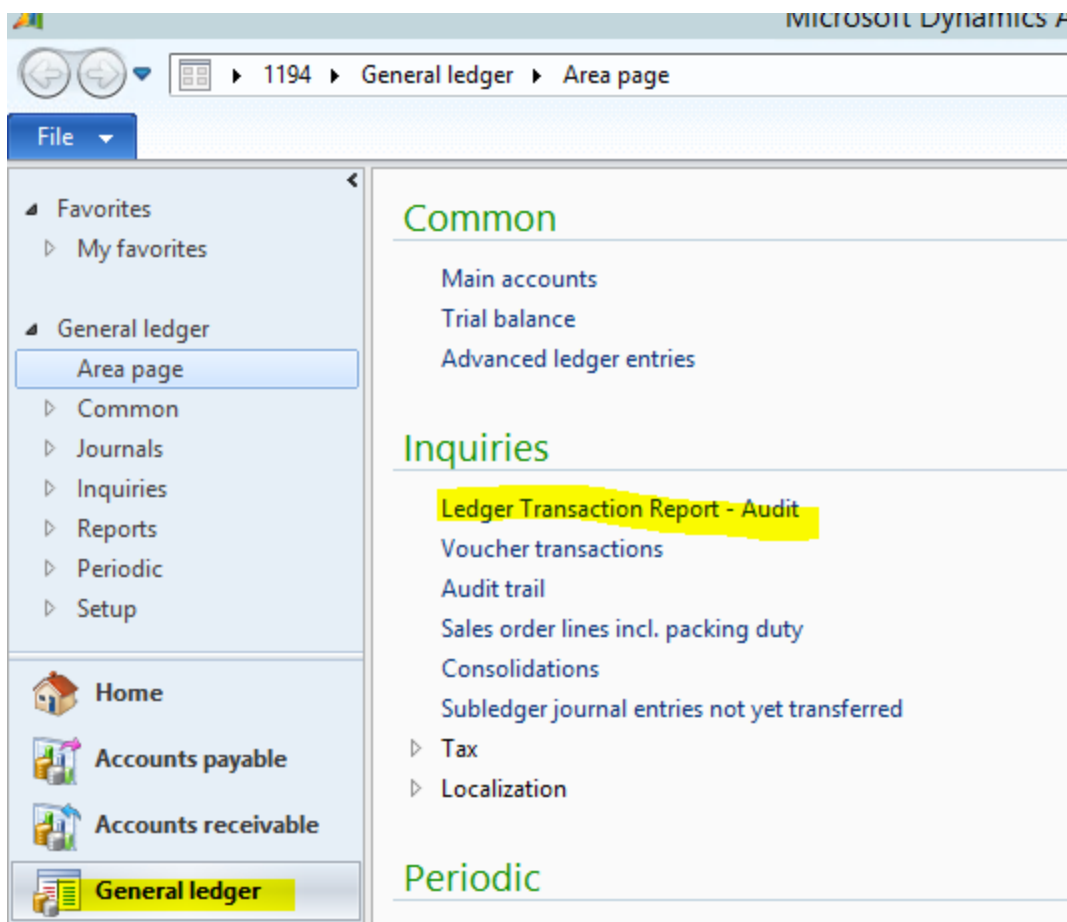 Microsoft Dynamics A
1194 General ledger Area page
File
Favorites
My favorites
General ledger
Area page
Common
Journals
Inquiries
Reports
Periodic
Setup
Home
Accounts payable
Accounts receivable
General ledger
Common
Main accounts
Trial balance
Advanced ledger entries
Inquiries
Ledger Transaction Report - Audit
Voucher transactions
Audit trail
Sales order lines incl. packing duty
Consolidations
Subledger journal entries not yet transferred
Tax
Localization
Periodic